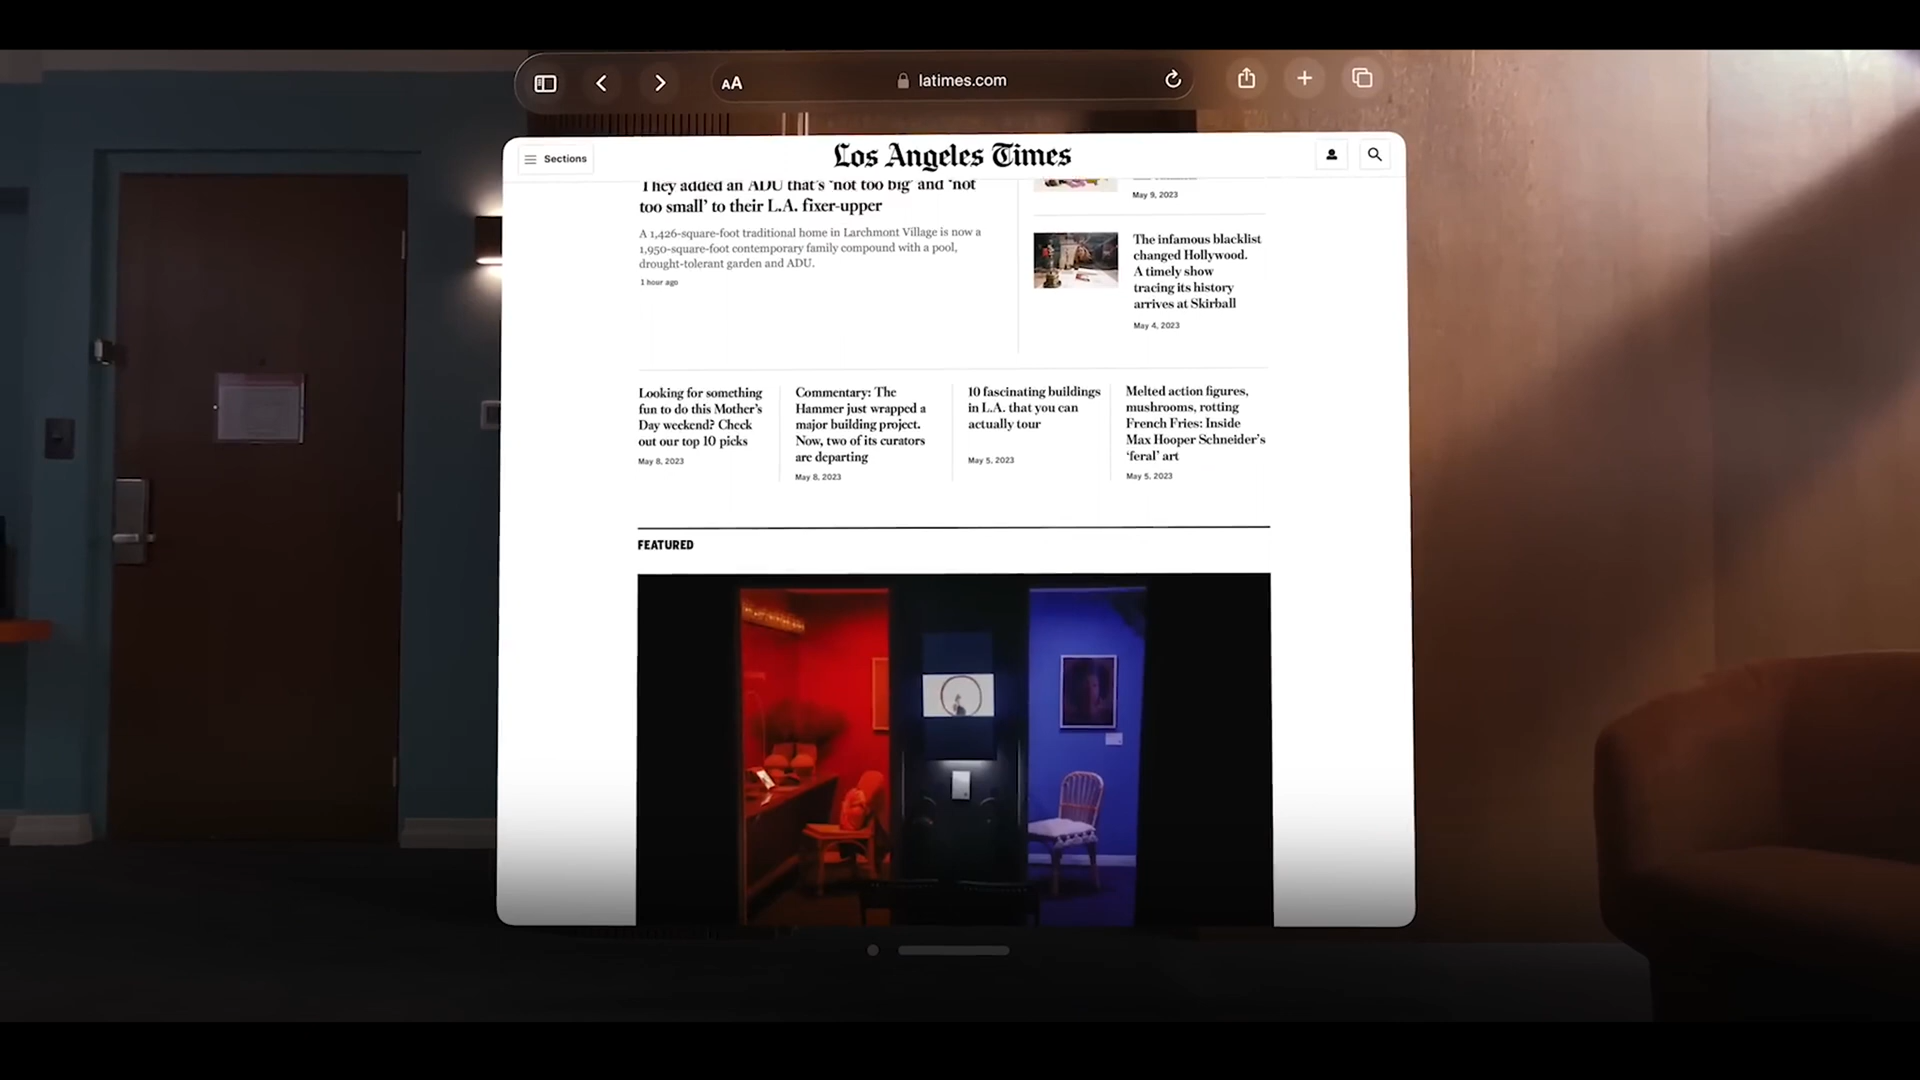 AA
latimes.com
Sections
Los Angeles Times
They added an ADU that's 'not too big' and 'not
too small' to their L.A. fixer-upper
A 1,426-square-foot traditional home in Larchmont Village is now a
1,950-square-foot contemporary family compound with a pool,
drought-tolerant garden and ADU.
1 hour ago
May 9, 2023
The infamous blacklist
changed Hollywood.
A timely show
tracing its history
arrives at Skirball
May 4, 2023
Looking for something
fun to do this Mother's
Day weekend? Check
out our top 10 picks
May 8, 2023
Commentary: The
Hammer just wrapped a
major building project.
Now, two of its curators
are departing
May 8, 2023
10 fascinating buildings
in L.A. that you can
actually tour
May 5, 2023
Melted action figures,
mushrooms, rotting
French Fries: Inside
Max Hooper Schneider's
'feral' art
May 5, 2023
FEATURED